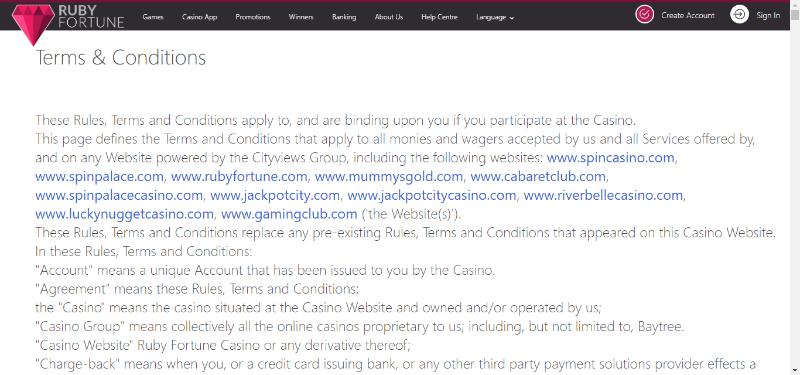 RUBY
FORTUNE
Games Casino App Promotions Winners Banking About Us Help Centre Language Create Account Sign In
Terms & Conditions
These Rules, Terms and Conditions apply to, and are binding upon you if you participate at the Casino.
This page defines the Terms and Conditions that apply to all monies and wagers accepted by us and all Services offered by,
and on any Website powered by the Cityviews Group, including the following websites: www.spincasino.com,
www.spinpalace.com, www.rubyfortune.com, www.mummysgold.com, www.cabaretclub.com,
www.spinpalacecasino.com, www.jackpotcity.com, www.jackpotcitycasino.com, www.riverbellecasino.com,
www.luckynuggetcasino.com, www.gamingclub.com ('the Website(s)').
These Rules, Terms and Conditions replace any pre-existing Rules, Terms and Conditions that appeared on this Casino Website.
In these Rules, Terms and Conditions:
"Account" means a unique Account that has been issued to you by the Casino.
"Agreement" means these Rules, Terms and Conditions;
the "Casino" means the casino situated at the Casino Website and owned and/or operated by us;
"Casino Group" means collectively all the online casinos proprietary to us; including, but not limited to, Baytree.
"Casino Website" Ruby Fortune Casino or any derivative thereof;
"Charge-back" means when you, or a credit card issuing bank, or any other third party payment solutions provider effects a